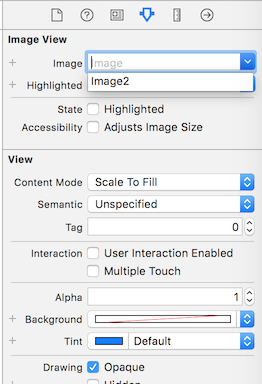 Image View
Image Image
Image2
Highlighted
State Highlighted
Accessibility Adjusts Image Size
View
Content Mode Scale To Fill
Semantic Unspecified
Tag 0
Interaction User Interaction Enabled
Multiple Touch
Alpha 1
Background
Tint Default
Drawing Opaque
Hidden